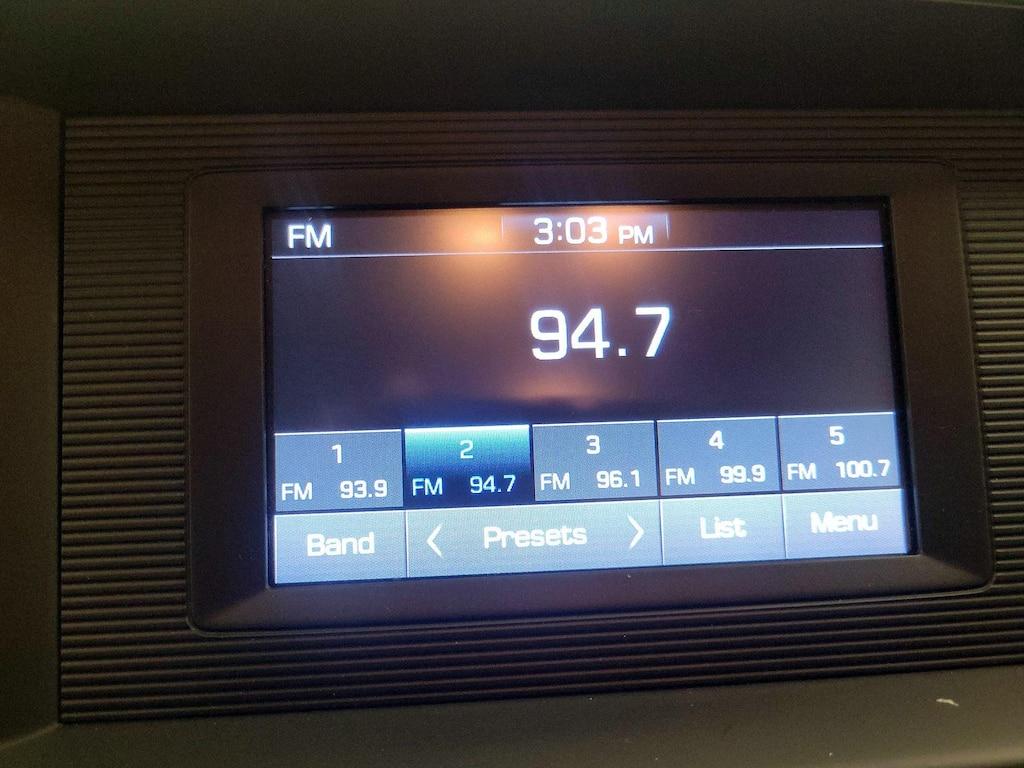 FM 3:03 PM
94.7
1 2 3 4 5
FM 93.9 FM 94.7 FM 96.1 FM 99.9 FM 100.7
Band < Presets > List Menu